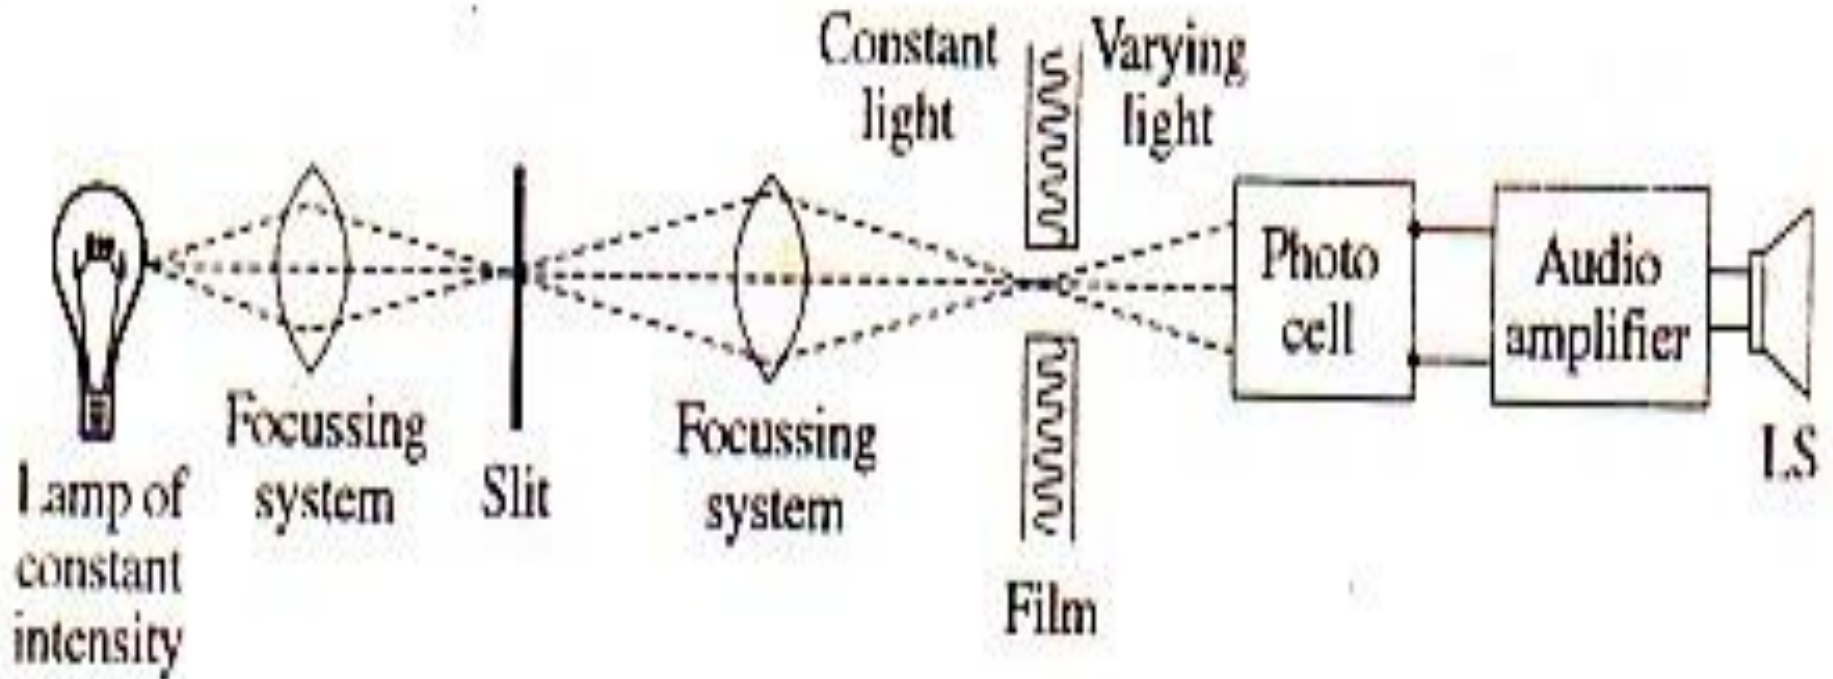 Constant
light
Varying
light
Photo
cell
Audio
amplifier
Focussing
system
Slit
Focussing
system
LS
Lamp of
constant
intensity
Film